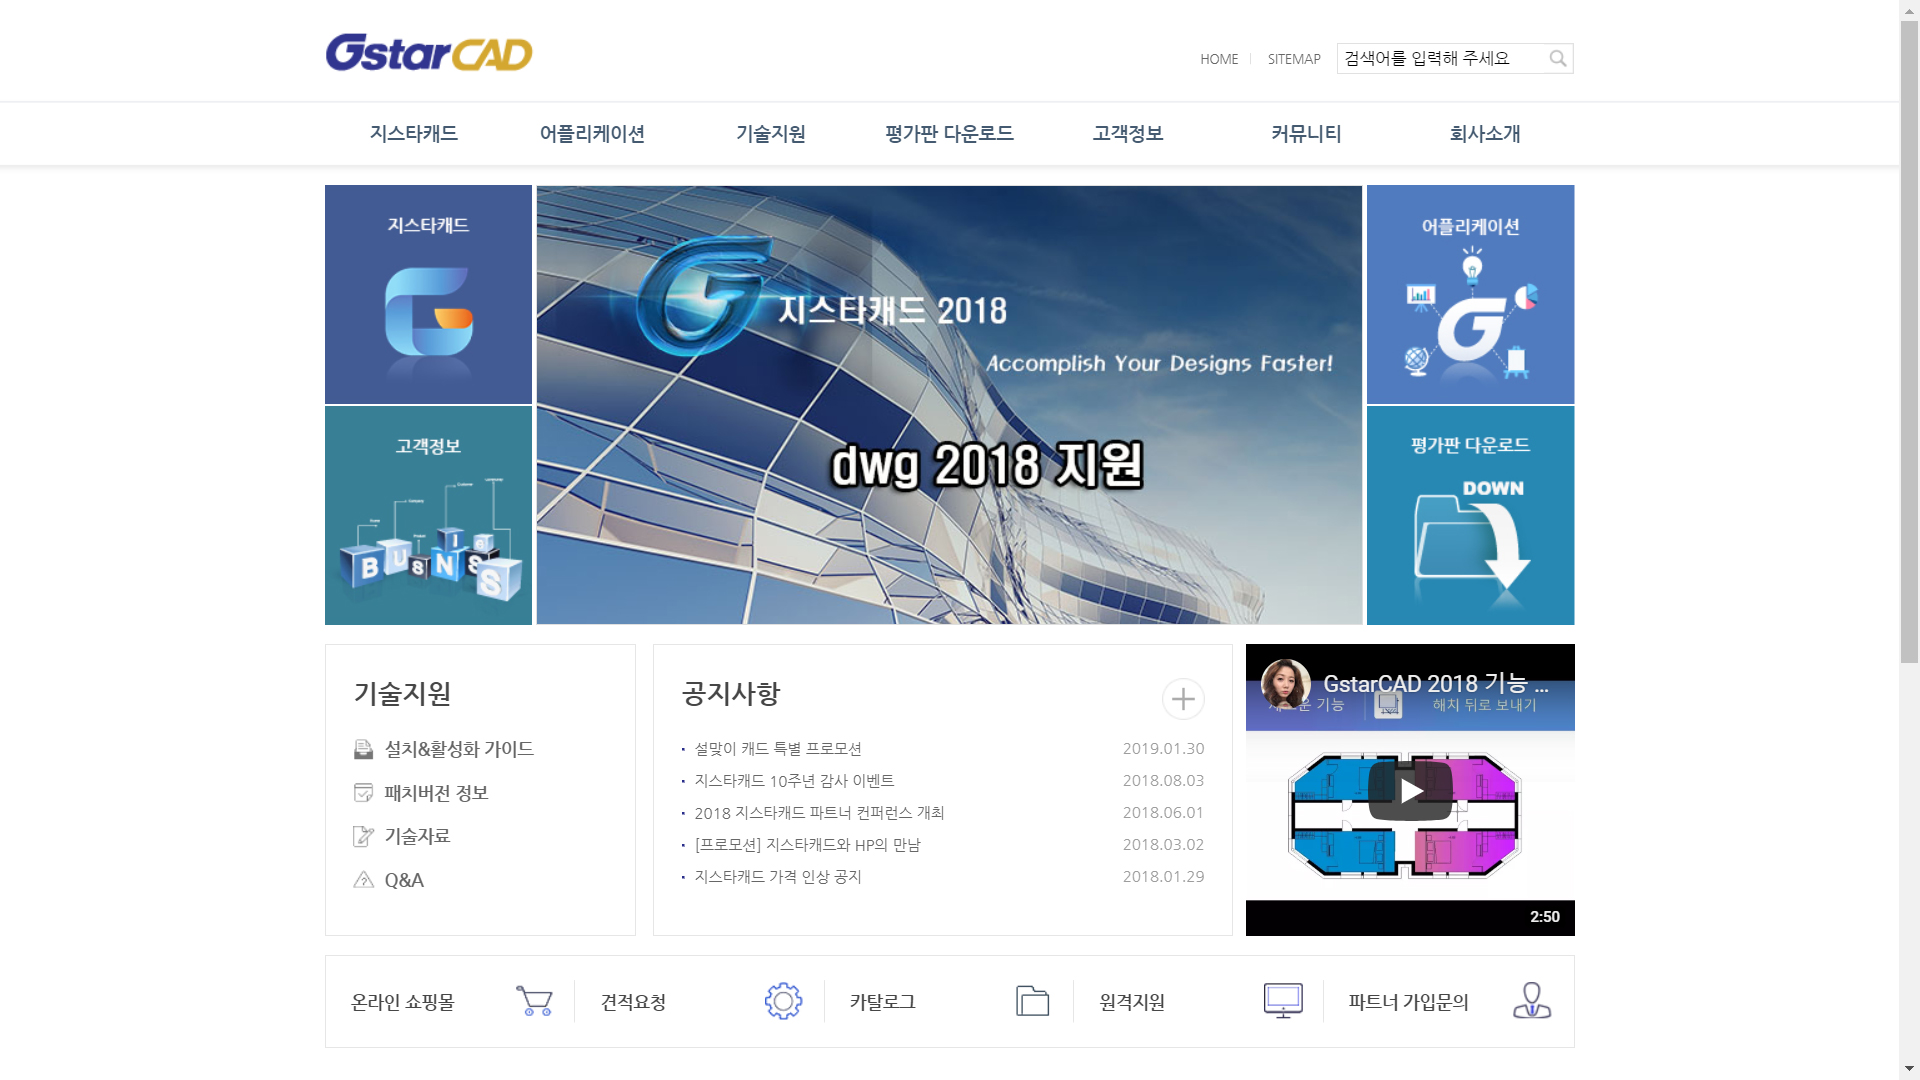 GstarCAD
HOME
SITEMAP
검색어를 입력해 주세요
지스타캐드
어플리케이션
기술지원
평가판 다운로드
고객정보
커뮤니티
회사소개
지스타캐드
지스타캐드 2018
Accomplish Your Designs Faster!
dwg 2018 지원
어플리케이션
고객정보
BUSINESS
평가판 다운로드
DOWN
기술지원
설치&활성화 가이드
패치버전 정보
기술자료
Q&A
공지사항
설맞이 캐드 특별 프로모션 2019.01.30
지스타캐드 10주년 감사 이벤트 2018.08.03
2018 지스타캐드 파트너 컨퍼런스 개최 2018.06.01
[프로모션] 지스타캐드와 HP의 만남 2018.03.02
지스타캐드 가격 인상 공지 2018.01.29
GstarCAD 2018 기능 ...
기능
해치 뒤로 보내기
2:50
온라인 쇼핑몰
견적요청
카탈로그
원격지원
파트너 가입문의